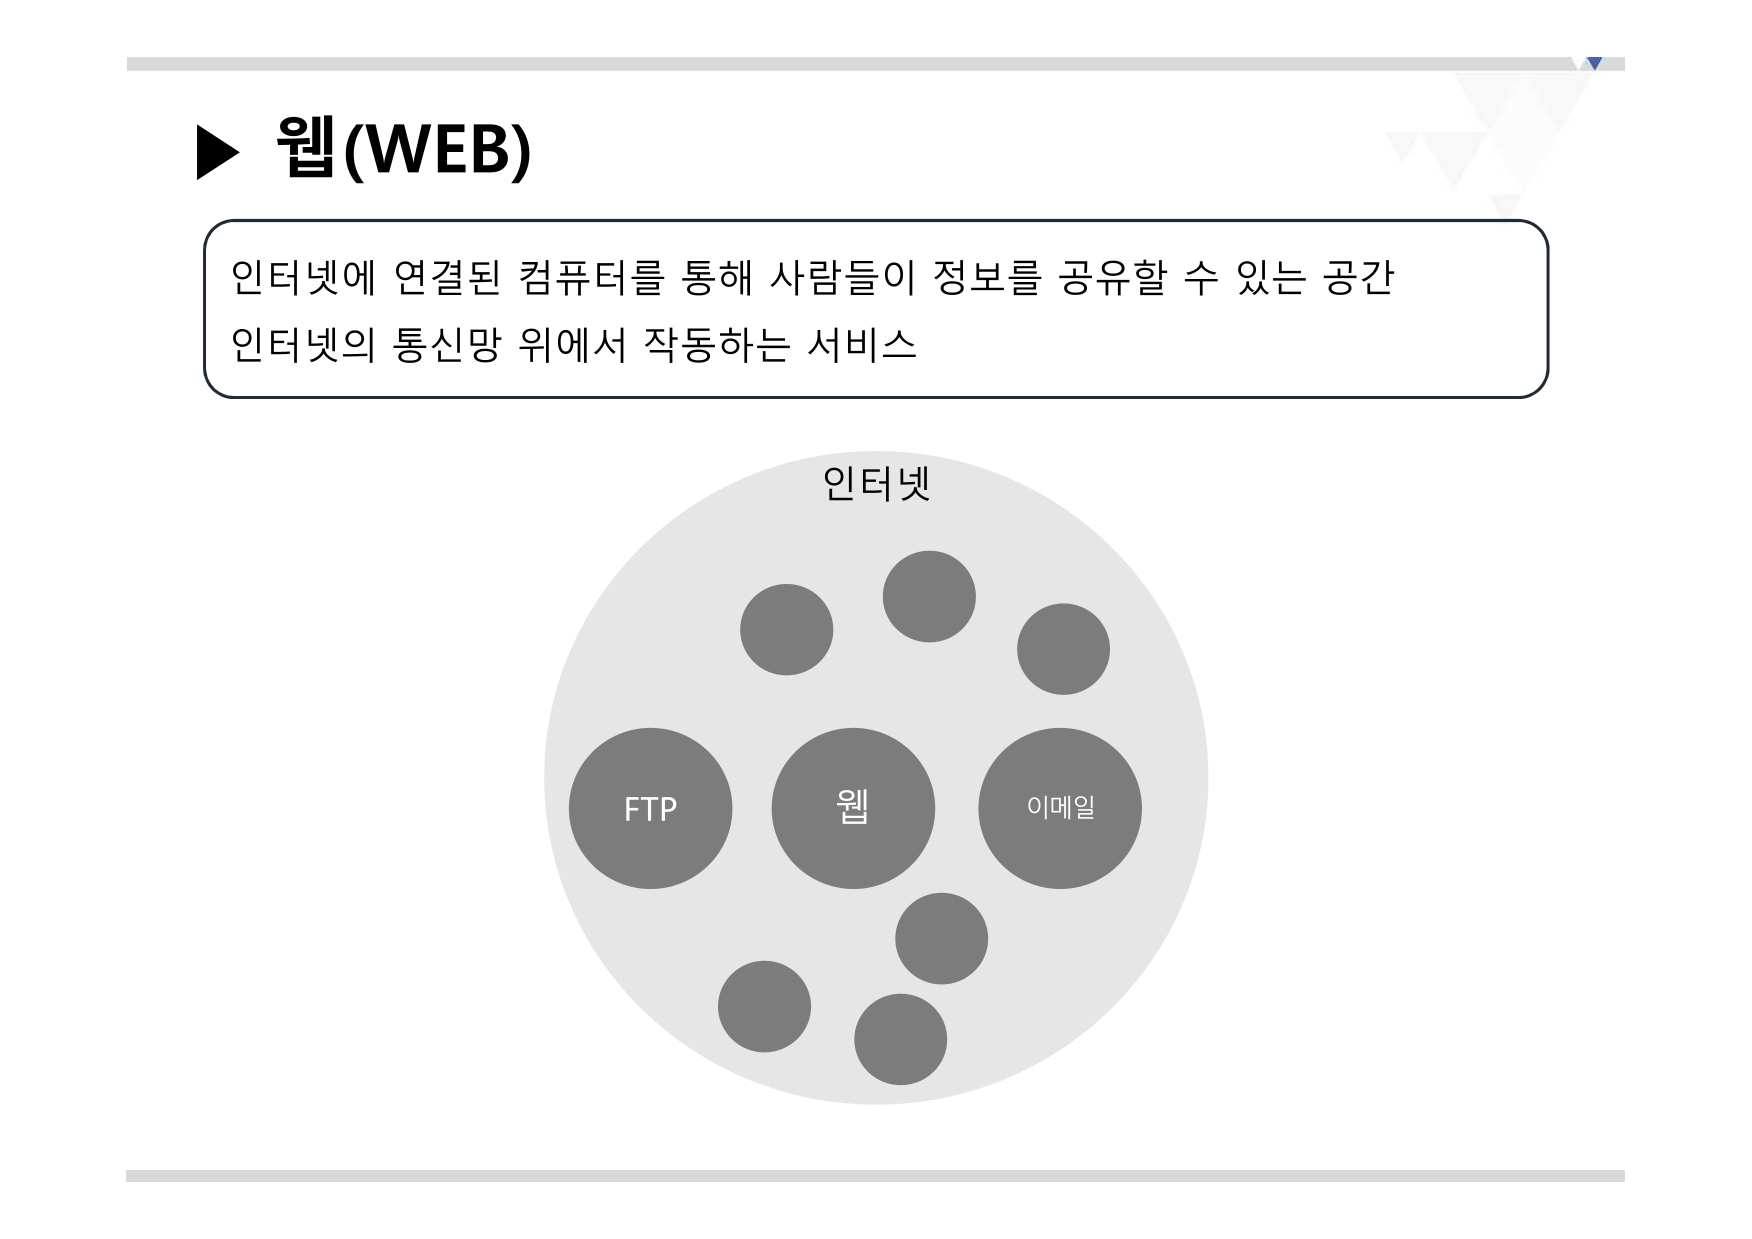 ▶ 웹(WEB)
인터넷에 연결된 컴퓨터를 통해 사람들이 정보를 공유할 수 있는 공간
인터넷의 통신망 위에서 작동하는 서비스
인터넷
FTP
웹
이메일